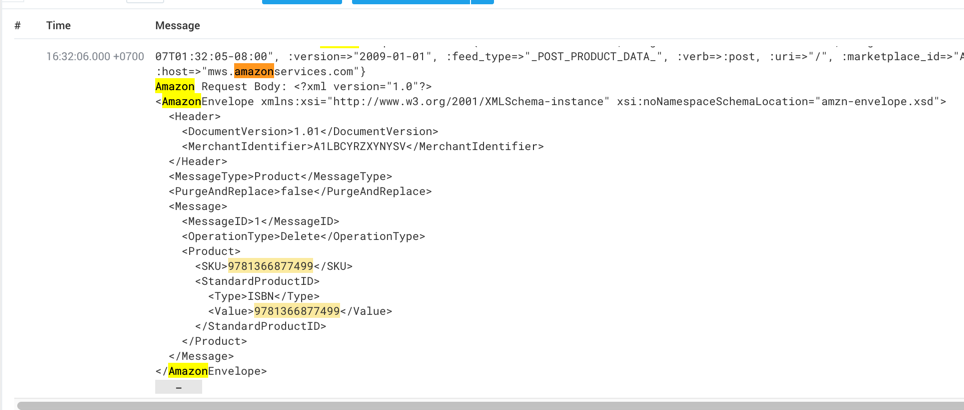 # Time Message
16:32:06.000 +0700 07T01:32:05-08:00", :version=>"2009-01-01", :feed_type=>"_POST_PRODUCT_DATA_", :verb=>:post, :uri=>"/", :marketplace_id=>"A
:host=>"mws.amazonservices.com"}
Amazon Request Body: <?xml version="1.0"?>
<AmazonEnvelope xmlns:xsi="http://www.w3.org/2001/XMLSchema-instance" xsi:noNamespaceSchemaLocation="amzn-envelope.xsd">
<Header>
<DocumentVersion>1.01</DocumentVersion>
<MerchantIdentifier>A1LBCYRZXYNYSV</MerchantIdentifier>
</Header>
<MessageType>Product</MessageType>
<PurgeAndReplace>false</PurgeAndReplace>
<Message>
<MessageID>1</MessageID>
<OperationType>Delete</OperationType>
<Product>
<SKU>9781366877499</SKU>
<StandardProductID>
<Type>ISBN</Type>
<Value>9781366877499</Value>
</StandardProductID>
</Product>
</Message>
</AmazonEnvelope>
–